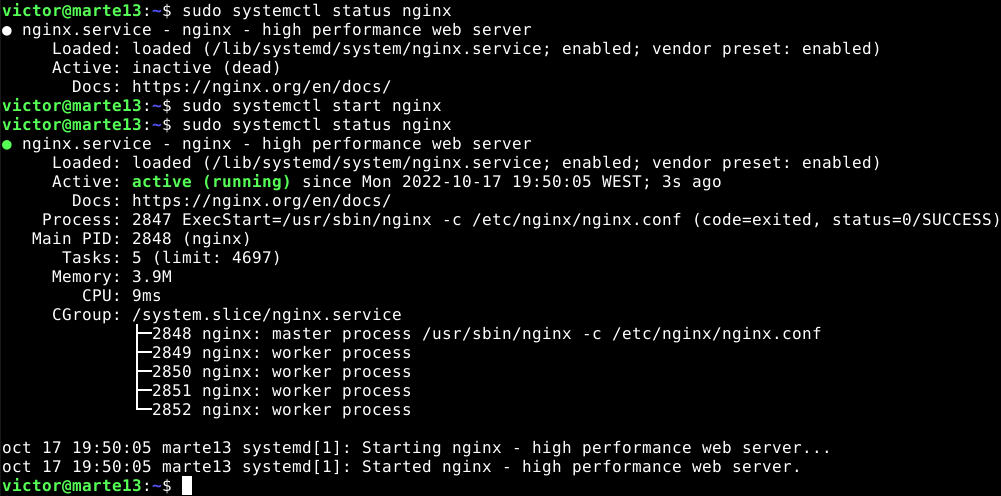 victor@marte13:~$ sudo systemctl status nginx
● nginx.service - nginx - high performance web server
     Loaded: loaded (/lib/systemd/system/nginx.service; enabled; vendor preset: enabled)
     Active: inactive (dead)
       Docs: https://nginx.org/en/docs/
victor@marte13:~$ sudo systemctl start nginx
victor@marte13:~$ sudo systemctl status nginx
● nginx.service - nginx - high performance web server
     Loaded: loaded (/lib/systemd/system/nginx.service; enabled; vendor preset: enabled)
     Active: active (running) since Mon 2022-10-17 19:50:05 WEST; 3s ago
       Docs: https://nginx.org/en/docs/
    Process: 2847 ExecStart=/usr/sbin/nginx -c /etc/nginx/nginx.conf (code=exited, status=0/SUCCESS)
   Main PID: 2848 (nginx)
      Tasks: 5 (limit: 4697)
     Memory: 3.9M
        CPU: 9ms
     CGroup: /system.slice/nginx.service
             ├─2848 nginx: master process /usr/sbin/nginx -c /etc/nginx/nginx.conf
             ├─2849 nginx: worker process
             ├─2850 nginx: worker process
             ├─2851 nginx: worker process
             └─2852 nginx: worker process

oct 17 19:50:05 marte13 systemd[1]: Starting nginx - high performance web server...
oct 17 19:50:05 marte13 systemd[1]: Started nginx - high performance web server.
victor@marte13:~$